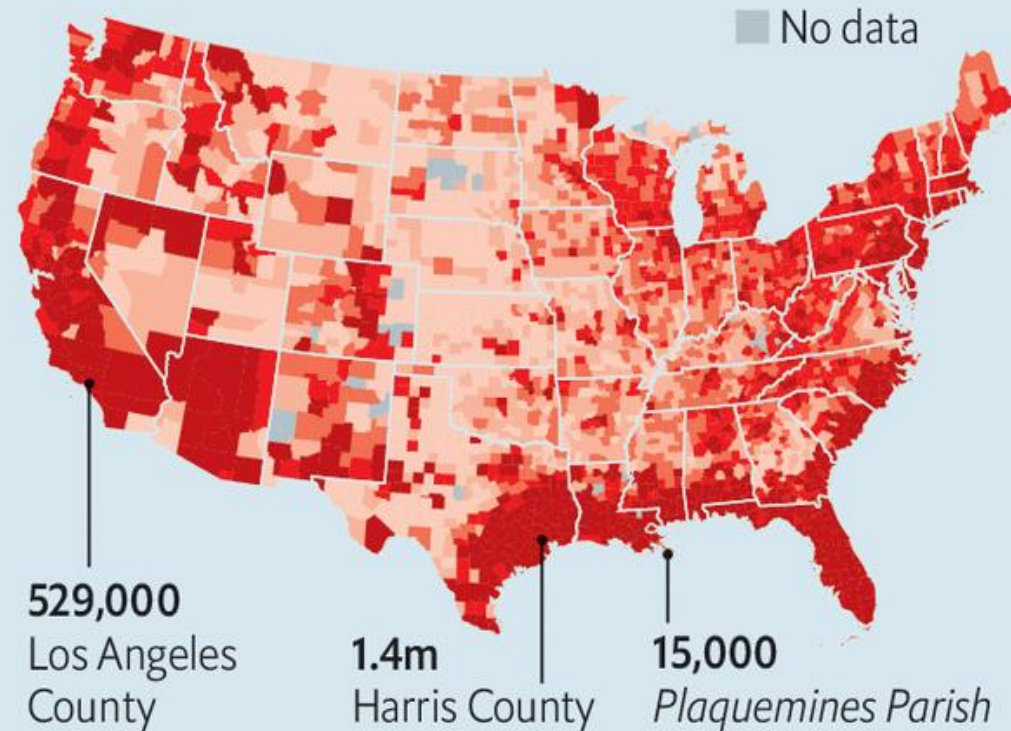 No data
529,000
Los Angeles
County
1.4m
Harris County
15,000
Plaquemines Parish